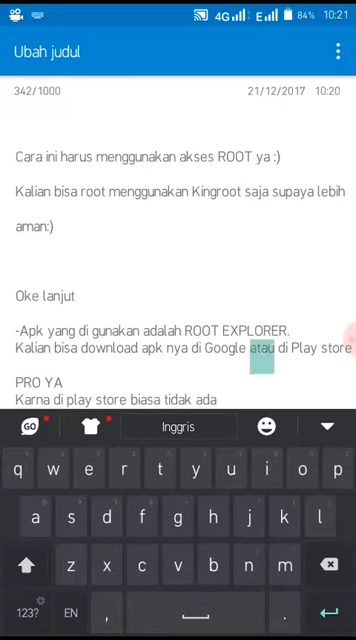 4G E 84% 10:21
Ubah judul
342/1000 21/12/2017 10:20
Cara ini harus menggunakan akses ROOT ya :)
Kalian bisa root menggunakan Kingroot saja supaya lebih
aman:)
Oke lanjut
-Apk yang di gunakan adalah ROOT EXPLORER.
Kalian bisa download apk nya di Google atau di Play store
PRO YA
Karna di play store biasa tidak ada
GO Inggris
q w e r t y u i o p
a s d f g h j k l
z x c v b n m
123? EN , .